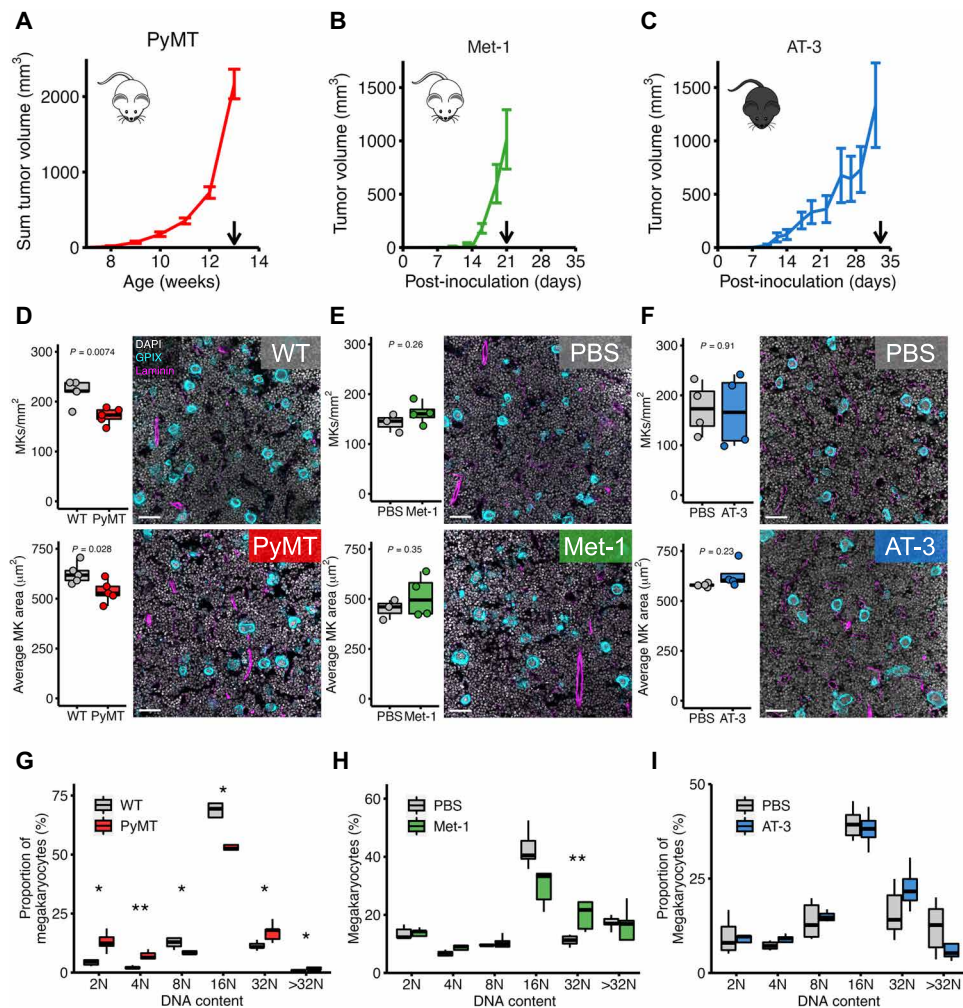 A
PyMT
Sum tumor volume (mm³)
2000
1000
0
8 10 12 14
Age (weeks)
B
Met-1
Tumor volume (mm³)
1500
1000
500
0
0 7 14 21 28 35
Post-inoculation (days)
C
AT-3
Tumor volume (mm³)
1500
1000
500
0
0 7 14 21 28 35
Post-inoculation (days)
D
P = 0.0074
MKs/mm²
300
200
100
0
WT PyMT
DAPI
GPIX
Laminin
WT
P = 0.028
Average MK area (μm²)
750
500
250
0
WT PyMT
PyMT
E
P = 0.26
MKs/mm²
300
200
100
0
PBS Met-1
PBS
P = 0.35
Average MK area (μm²)
750
500
250
0
PBS Met-1
Met-1
F
P = 0.91
MKs/mm²
300
200
100
0
PBS AT-3
PBS
P = 0.23
Average MK area (μm²)
750
500
250
0
PBS AT-3
AT-3
G
Proportion of
megakaryocytes (%)
75
50
25
0
WT
PyMT
* ** * * * *
2N 4N 8N 16N 32N >32N
DNA content
H
Megakaryocytes (%)
60
40
20
0
PBS
Met-1
**
2N 4N 8N 16N 32N >32N
DNA content
I
Proportion of
megakaryocytes (%)
50
25
0
PBS
AT-3
2N 4N 8N 16N 32N >32N
DNA content